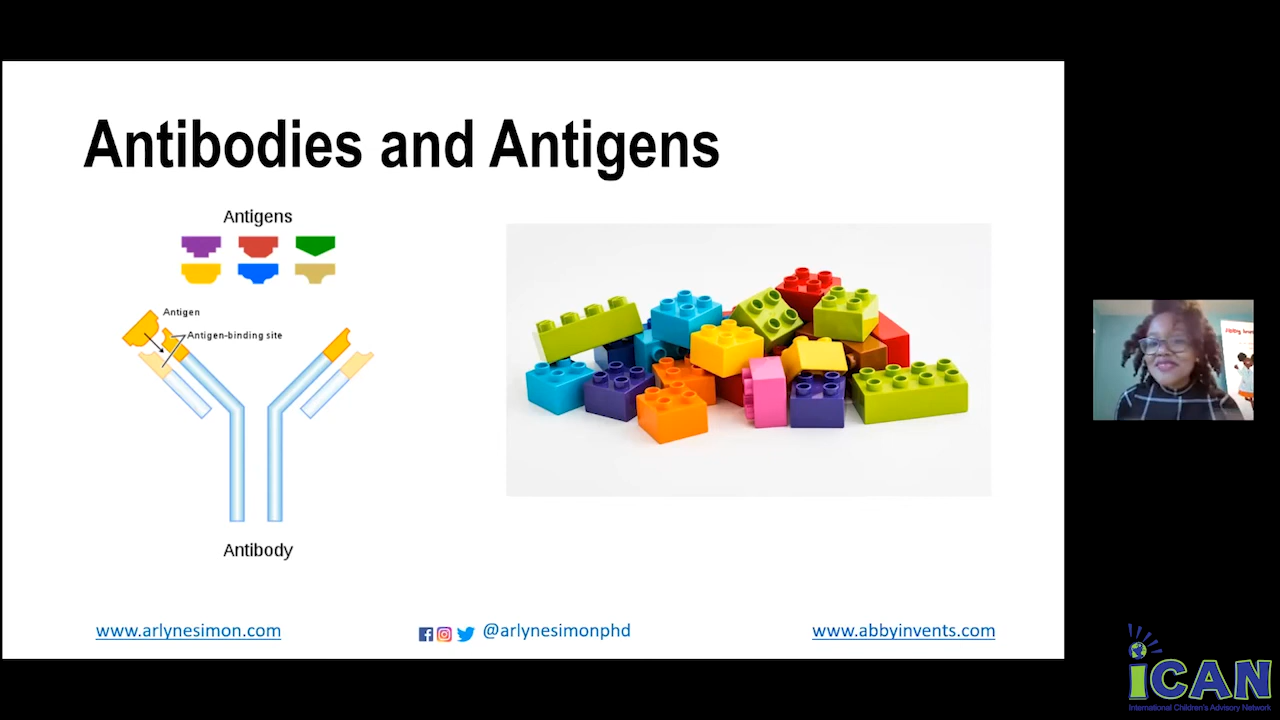 Antibodies and Antigens
Antigens
Antigen
Antigen-binding site
Antibody
www.arlynesimon.com
@arlynesimonphd
www.abbyinvents.com
iCAN
International Children's Advisory Network